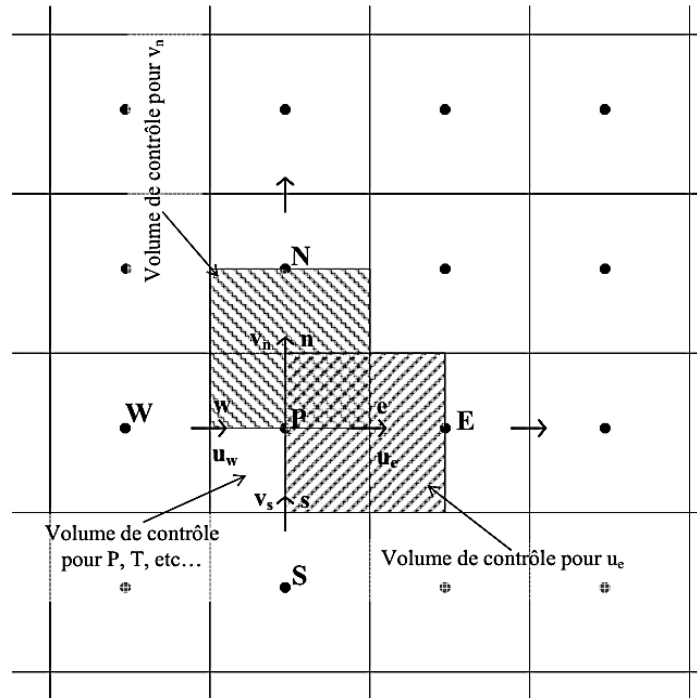 Volume de contrôle pour vn
N
vn n
W
w
P
e
E
uw
ue
vs s
Volume de contrôle
pour P, T, etc…
Volume de contrôle pour ue
S